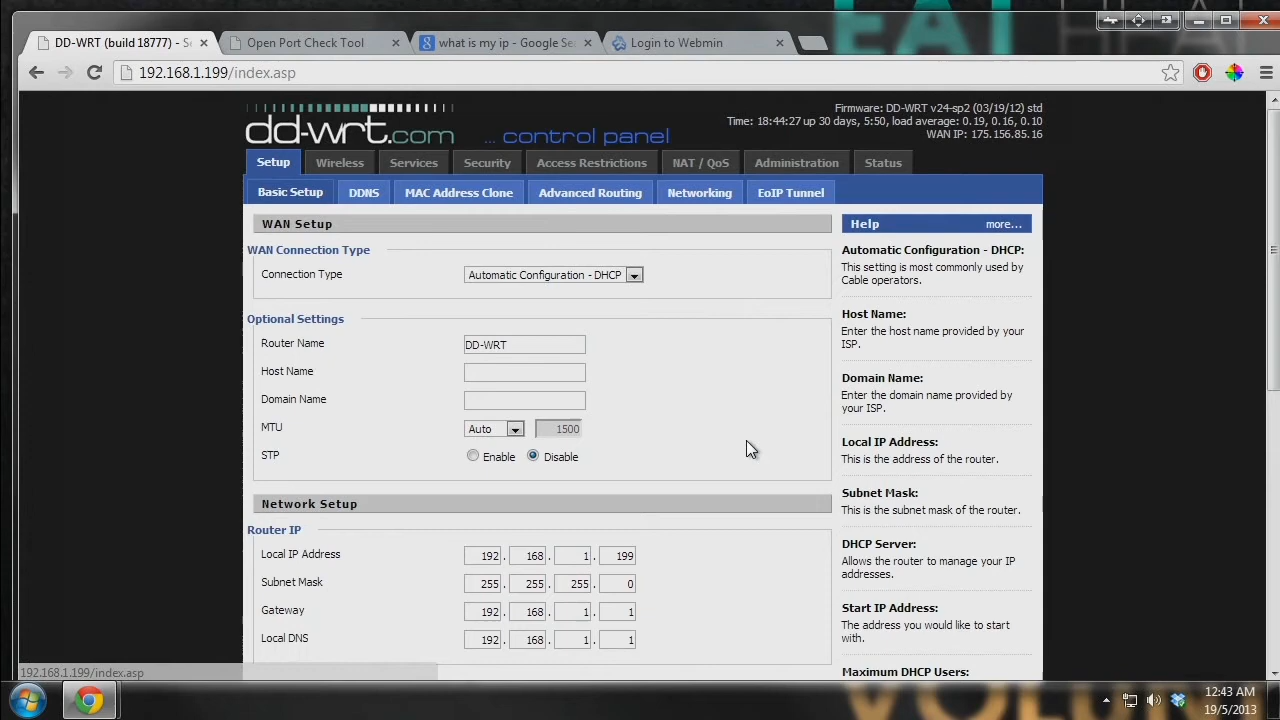 EAT HEA
DD-WRT (build 18777) - Se
Open Port Check Tool
what is my ip - Google Sea
Login to Webmin
192.168.1.199/index.asp
dd-wrt.com ... control panel
Firmware: DD-WRT v24-sp2 (03/19/12) std
Time: 18:44:27 up 30 days, 5:50, load average: 0.19, 0.16, 0.10
WAN IP: 175.156.85.16
Setup Wireless Services Security Access Restrictions NAT / QoS Administration Status
Basic Setup DDNS MAC Address Clone Advanced Routing Networking EoIP Tunnel
WAN Setup
WAN Connection Type
Connection Type Automatic Configuration - DHCP
Optional Settings
Router Name DD-WRT
Host Name
Domain Name
MTU Auto 1500
STP Enable Disable
Network Setup
Router IP
Local IP Address 192. 168. 1. 199
Subnet Mask 255. 255. 255. 0
Gateway 192. 168. 1. 1
Local DNS 192. 168. 1. 1
Help more...
Automatic Configuration - DHCP:
This setting is most commonly used by
Cable operators.
Host Name:
Enter the host name provided by your
ISP.
Domain Name:
Enter the domain name provided by
your ISP.
Local IP Address:
This is the address of the router.
Subnet Mask:
This is the subnet mask of the router.
DHCP Server:
Allows the router to manage your IP
addresses.
Start IP Address:
The address you would like to start
with.
Maximum DHCP Users:
192.168.1.199/index.asp
12:43 AM
19/5/2013